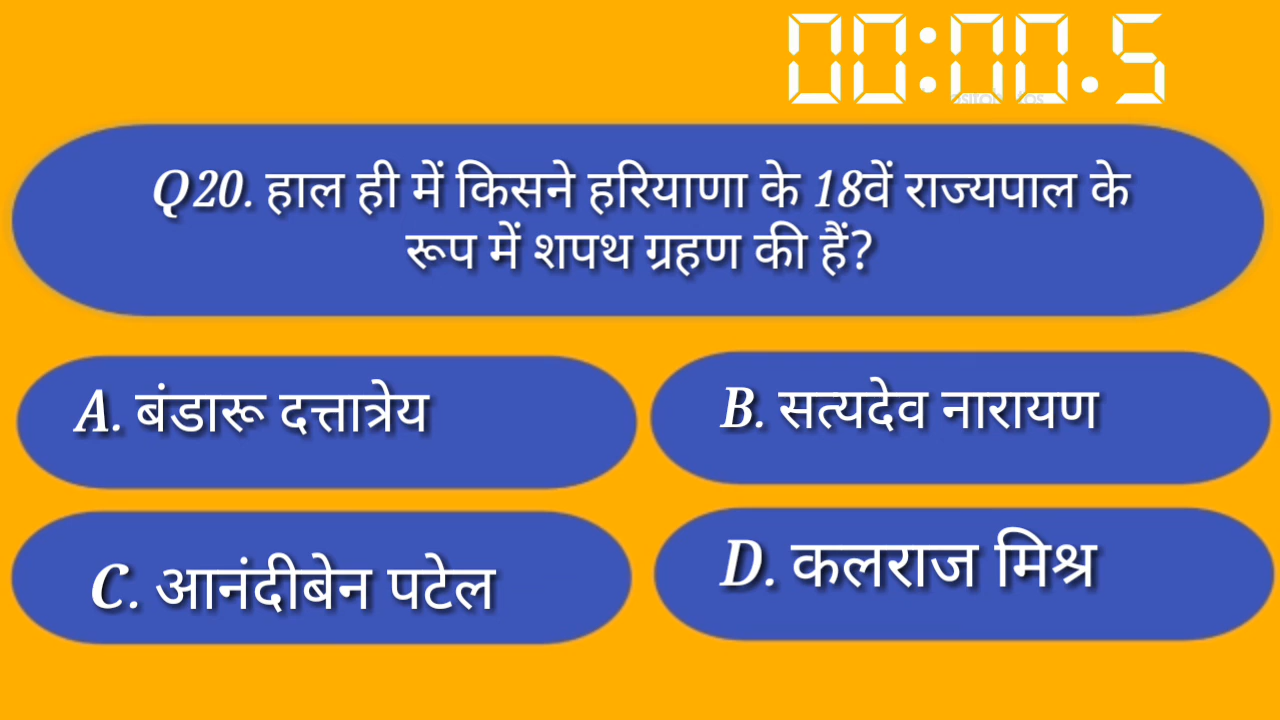 00:00.5
Q20. हाल ही में किसने हरियाणा के 18वें राज्यपाल के
रूप में शपथ ग्रहण की हैं?
A. बंडारू दत्तात्रेय
B. सत्यदेव नारायण
C. आनंदीबेन पटेल
D. कलराज मिश्र